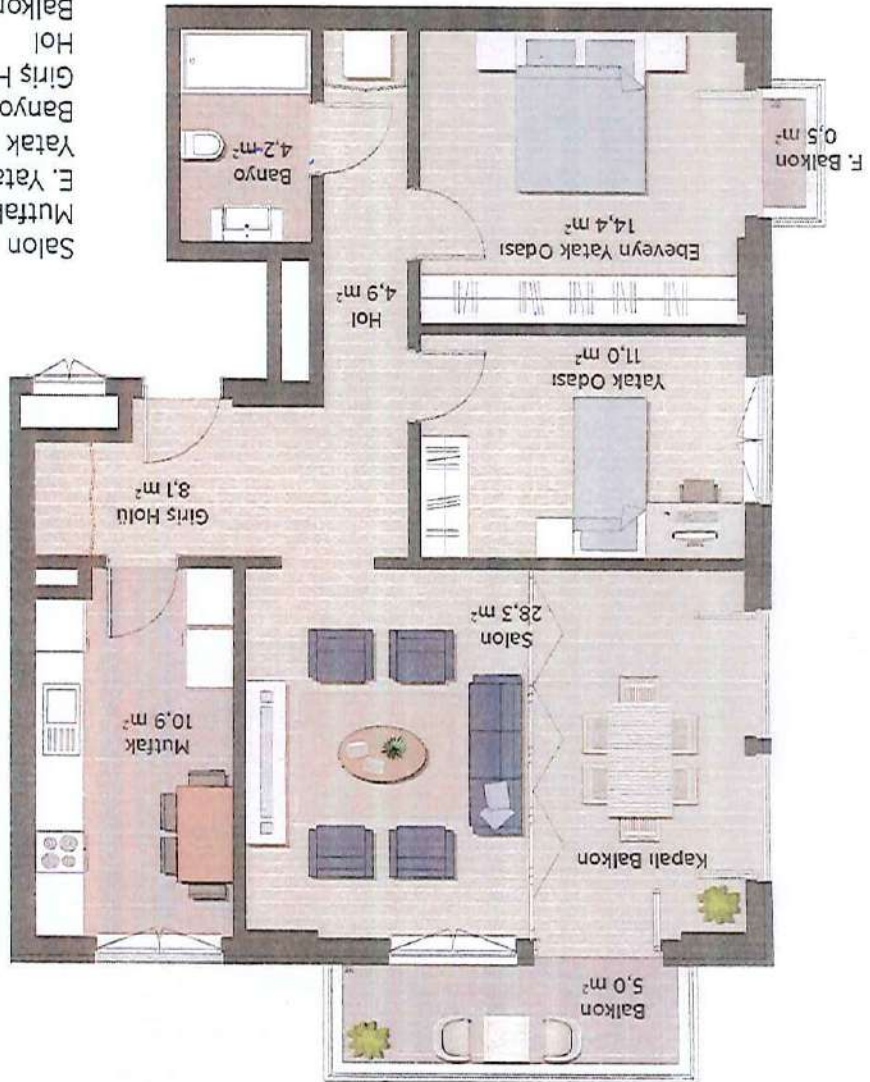 Balkon
5,0 m²
Kapalı Balkon
Salon
28,3 m²
Mutfak
10,9 m²
Giriş Holü
8,1 m²
Yatak Odası
11,0 m²
Hol
4,9 m²
Ebeveyn Yatak Odası
14,4 m²
F. Balkon
0,5 m²
Banyo
4,2 m²
Salon
Mutfak
E. Yata
Yatak
Banyo
Giriş H
Hol
Balkon